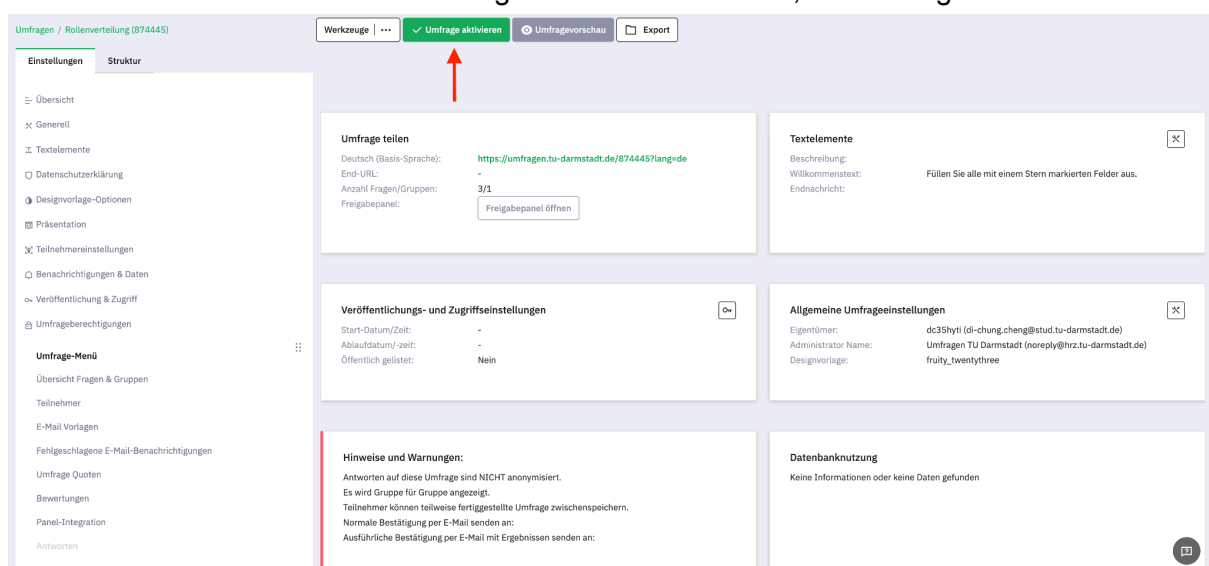 Umfragen / Rollenverteilung (874445)
Werkzeuge | ···
Umfrage aktivieren
Umfragevorschau
Export
Einstellungen
Struktur
Übersicht
Generell
Textelemente
Datenschutzerklärung
Designvorlage-Optionen
Präsentation
Teilnehmereinstellungen
Benachrichtigungen & Daten
Veröffentlichung & Zugriff
Umfrageberechtigungen
Umfrage-Menü
Übersicht Fragen & Gruppen
Teilnehmer
E-Mail Vorlagen
Fehlgeschlagene E-Mail-Benachrichtigungen
Umfrage Quoten
Bewertungen
Panel-Integration
Antworten
Umfrage teilen
Deutsch (Basis-Sprache): https://umfragen.tu-darmstadt.de/874445?lang=de
End-URL: -
Anzahl Fragen/Gruppen: 3/1
Freigabepanel: Freigabepanel öffnen
Textelemente
Beschreibung:
Willkommenstext: Füllen Sie alle mit einem Stern markierten Felder aus.
Endnachricht:
Veröffentlichungs- und Zugriffseinstellungen
Start-Datum/Zeit: -
Ablaufdatum/-zeit: -
Öffentlich gelistet: Nein
Allgemeine Umfrageeinstellungen
Eigentümer: dc35hyti (di-chung.cheng@stud.tu-darmstadt.de)
Administrator Name: Umfragen TU Darmstadt (noreply@hrz.tu-darmstadt.de)
Designvorlage: fruity_twentythree
Hinweise und Warnungen:
Antworten auf diese Umfrage sind NICHT anonymisiert.
Es wird Gruppe für Gruppe angezeigt.
Teilnehmer können teilweise fertiggestellte Umfrage zwischenspeichern.
Normale Bestätigung per E-Mail senden an:
Ausführliche Bestätigung per E-Mail mit Ergebnissen senden an:
Datenbanknutzung
Keine Informationen oder keine Daten gefunden